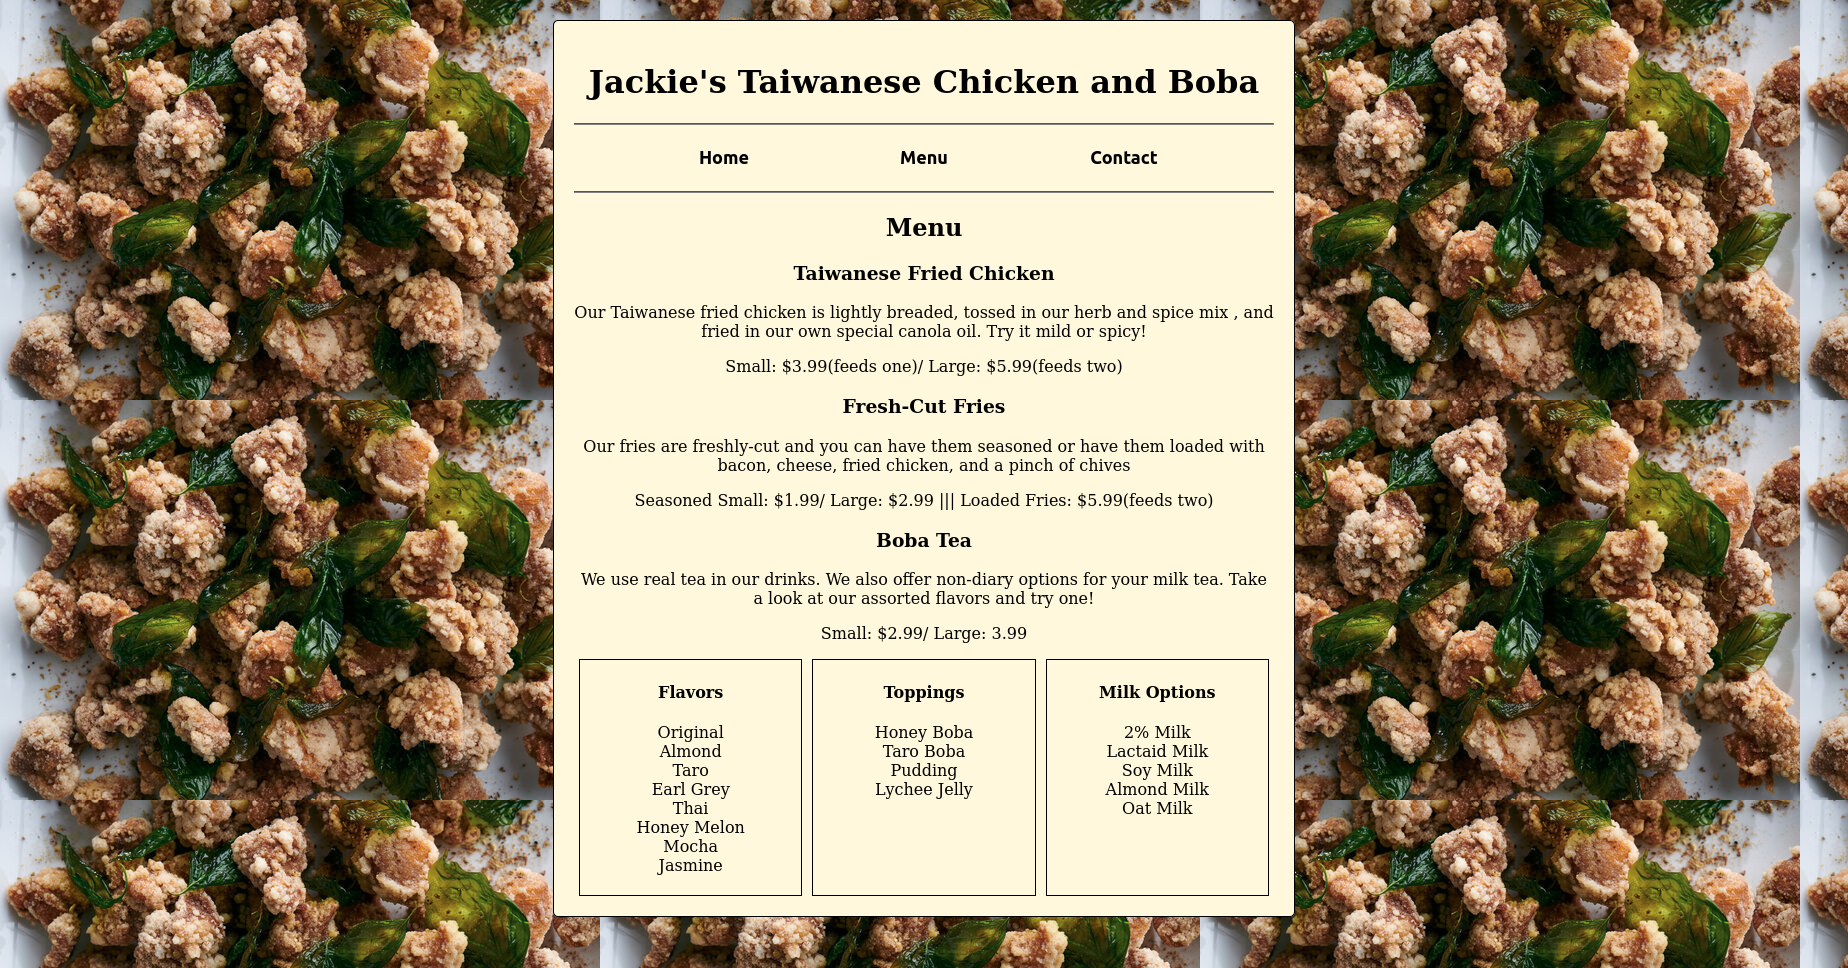 Jackie's Taiwanese Chicken and Boba
Home Menu Contact
Menu
Taiwanese Fried Chicken
Our Taiwanese fried chicken is lightly breaded, tossed in our herb and spice mix , and
fried in our own special canola oil. Try it mild or spicy!
Small: $3.99(feeds one)/ Large: $5.99(feeds two)
Fresh-Cut Fries
Our fries are freshly-cut and you can have them seasoned or have them loaded with
bacon, cheese, fried chicken, and a pinch of chives
Seasoned Small: $1.99/ Large: $2.99 ||| Loaded Fries: $5.99(feeds two)
Boba Tea
We use real tea in our drinks. We also offer non-diary options for your milk tea. Take
a look at our assorted flavors and try one!
Small: $2.99/ Large: 3.99
Flavors
Original
Almond
Taro
Earl Grey
Thai
Honey Melon
Mocha
Jasmine
Toppings
Honey Boba
Taro Boba
Pudding
Lychee Jelly
Milk Options
2% Milk
Lactaid Milk
Soy Milk
Almond Milk
Oat Milk